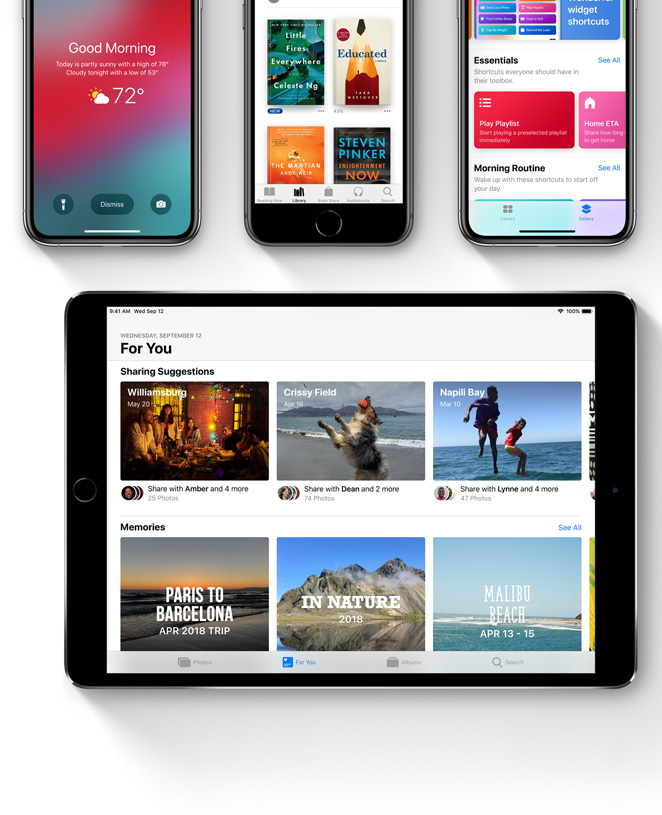 Good Morning
Today is partly sunny with a high of 78°
Cloudy tonight with a low of 53°
72°
Dismiss
Little
Fires
Everywhere
Celeste Ng
NEW
Educated
TARA
WESTOVER
42%
THE MARTIAN
ANDY WEIR
STEVEN
PINKER
ENLIGHTENMENT
NOW
Reading Now
Library
Book Store
Audiobooks
Search
widget
shortcuts
Essentials
See All
Shortcuts everyone should have in
their toolbox.
Play Playlist
Start playing a preselected playlist
immediately
Home ETA
Share how long
to get home
Morning Routine
See All
Wake up with these shortcuts to start off
your day.
Library
Gallery
9:41 AM Wed Sep 12
100%
WEDNESDAY, SEPTEMBER 12
For You
Sharing Suggestions
Williamsburg
May 20
Crissy Field
Apr 16
Napili Bay
Mar 10
Share with Amber and 4 more
25 Photos
Share with Dean and 2 more
74 Photos
Share with Lynne and 4 more
47 Photos
Memories
See All
PARIS TO
BARCELONA
APR 2018 TRIP
IN NATURE
2018
MALIBU
BEACH
APR 13 - 15
Photos
For You
Albums
Search